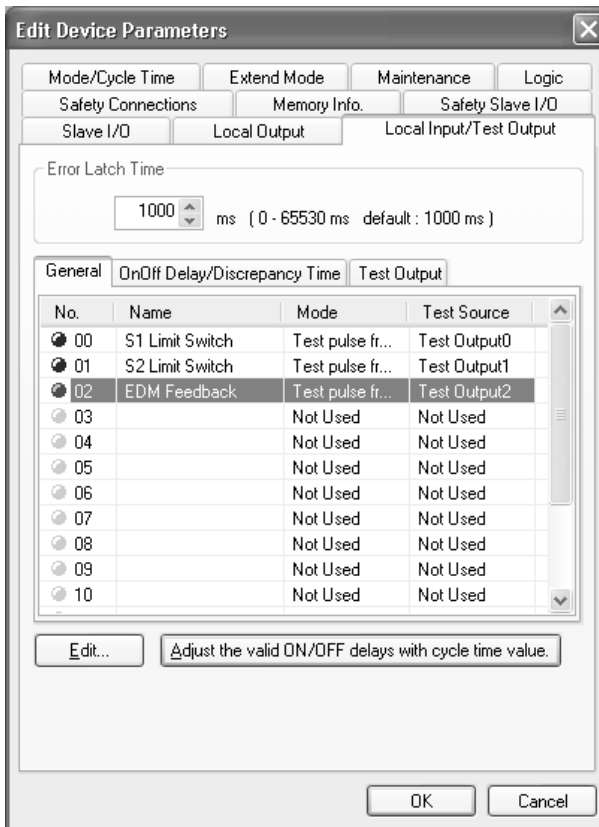 Edit Device Parameters
Mode/Cycle Time Extend Mode Maintenance Logic
Safety Connections Memory Info. Safety Slave I/O
Slave I/O Local Output Local Input/Test Output
Error Latch Time
1000 ms ( 0 - 65530 ms default : 1000 ms )
General OnOff Delay/Discrepancy Time Test Output
No. Name Mode Test Source
00 S1 Limit Switch Test pulse fr... Test Output0
01 S2 Limit Switch Test pulse fr... Test Output1
02 EDM Feedback Test pulse fr... Test Output2
03 Not Used Not Used
04 Not Used Not Used
05 Not Used Not Used
06 Not Used Not Used
07 Not Used Not Used
08 Not Used Not Used
09 Not Used Not Used
10 Not Used Not Used
Edit... Adjust the valid ON/OFF delays with cycle time value.
OK Cancel